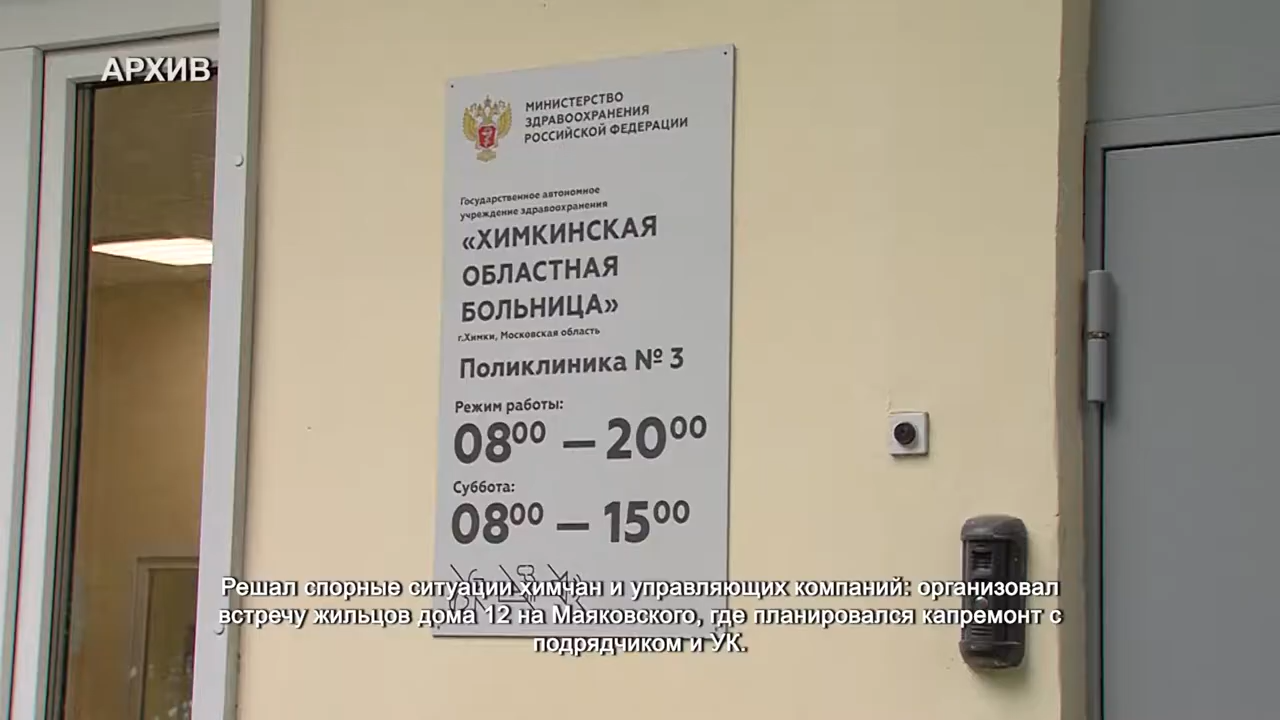 АРХИВ
МИНИСТЕРСТВО
ЗДРАВООХРАНЕНИЯ
РОССИЙСКОЙ ФЕДЕРАЦИИ
Государственное автономное
учреждение здравоохранения
«ХИМКИНСКАЯ
ОБЛАСТНАЯ
БОЛЬНИЦА»
г.Химки, Московская область
Поликлиника № 3
Режим работы:
08⁰⁰ — 20⁰⁰
Суббота:
08⁰⁰ — 15⁰⁰
Решал спорные ситуации химчан и управляющих компаний: организовал
встречу жильцов дома 12 на Маяковского, где планировался капремонт с
подрядчиком и УК.